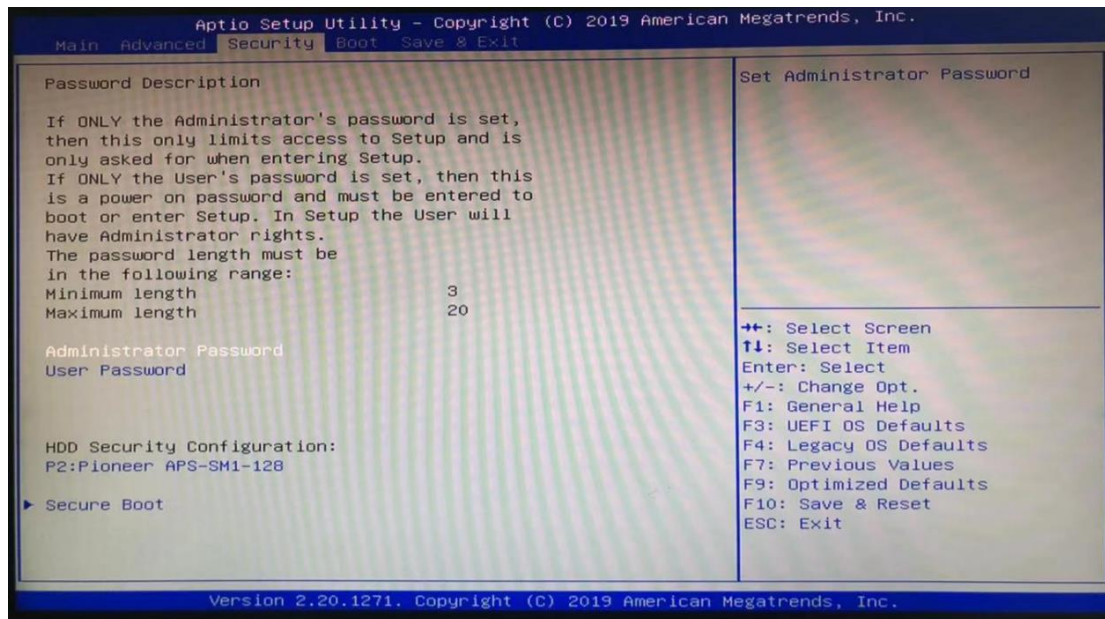 Aptio Setup Utility – Copyright (C) 2019 American Megatrends, Inc.
Main Advanced Security Boot Save & Exit
Password Description
If ONLY the Administrator's password is set,
then this only limits access to Setup and is
only asked for when entering Setup.
If ONLY the User's password is set, then this
is a power on password and must be entered to
boot or enter Setup. In Setup the User will
have Administrator rights.
The password length must be
in the following range:
Minimum length 3
Maximum length 20
Administrator Password
User Password
HDD Security Configuration:
P2:Pioneer APS-SM1-128
► Secure Boot
Set Administrator Password
→←: Select Screen
↑↓: Select Item
Enter: Select
+/-: Change Opt.
F1: General Help
F3: UEFI OS Defaults
F4: Legacy OS Defaults
F7: Previous Values
F9: Optimized Defaults
F10: Save & Reset
ESC: Exit
Version 2.20.1271. Copyright (C) 2019 American Megatrends, Inc.